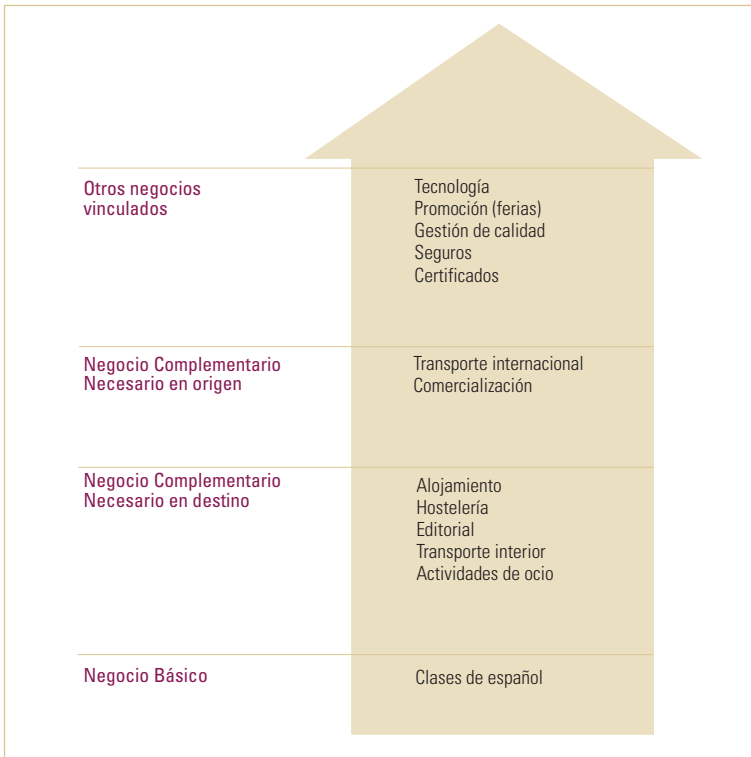 Otros negocios
vinculados
Tecnología
Promoción (ferias)
Gestión de calidad
Seguros
Certificados
Negocio Complementario
Necesario en origen
Transporte internacional
Comercialización
Negocio Complementario
Necesario en destino
Alojamiento
Hostelería
Editorial
Transporte interior
Actividades de ocio
Negocio Básico
Clases de español